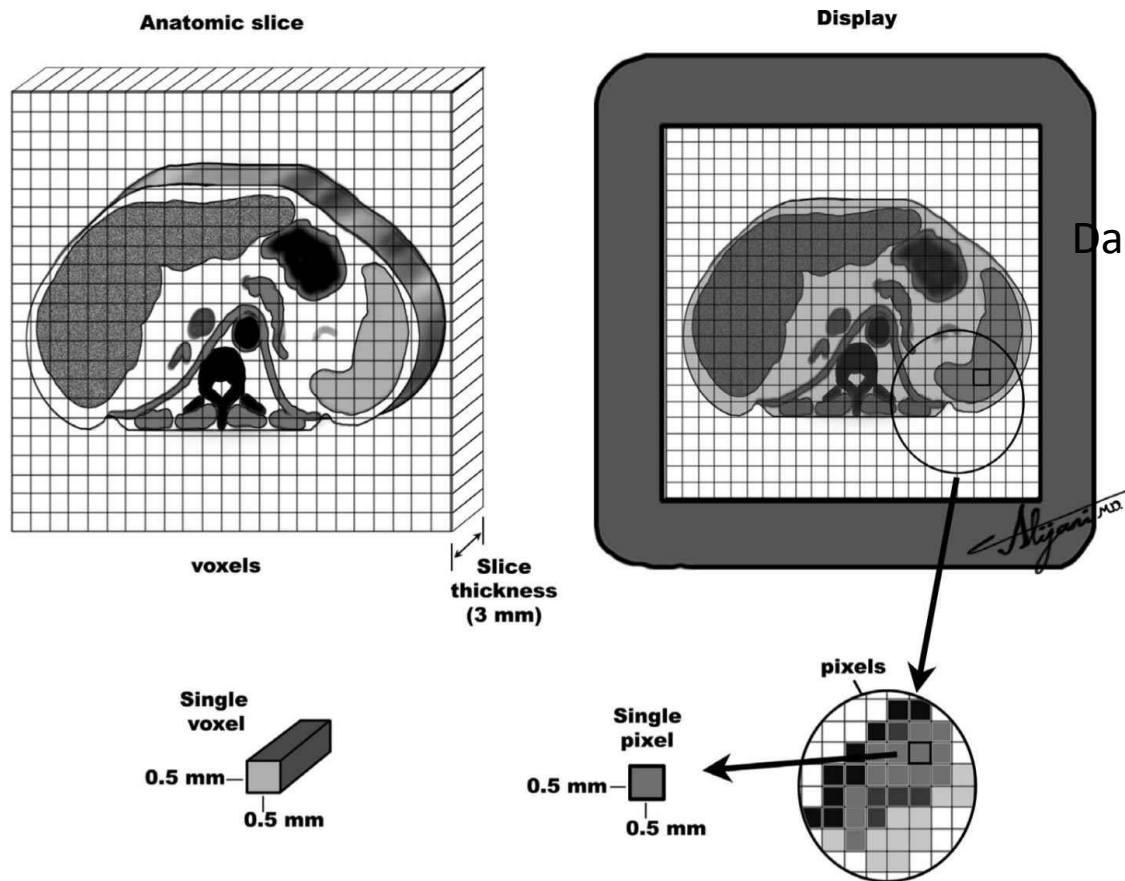 Anatomic slice
Display
Da
voxels
Slice
thickness
(3 mm)
Alijani M.D.
pixels
Single
voxel
Single
pixel
0.5 mm
0.5 mm
0.5 mm
0.5 mm